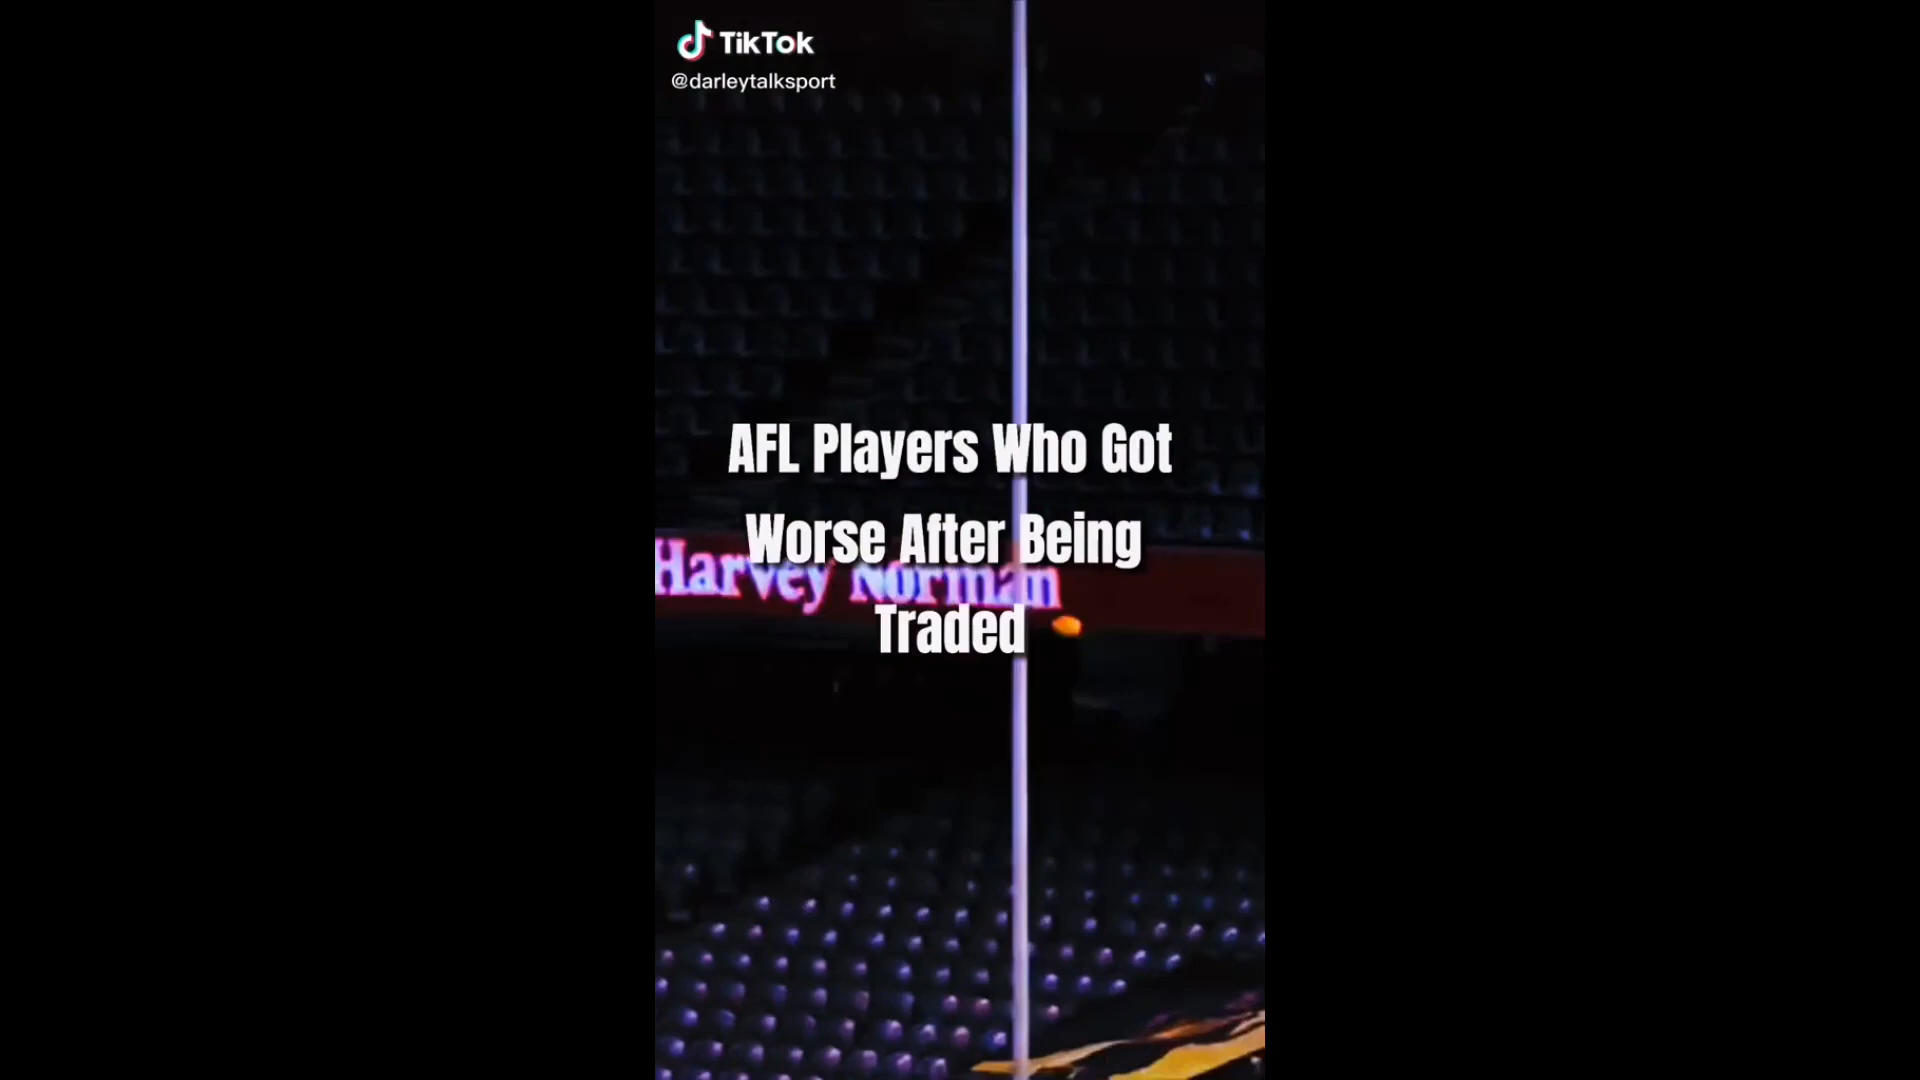 TikTok
@darleytalksport
AFL Players Who Got
Worse After Being
Harvey Norman
Traded